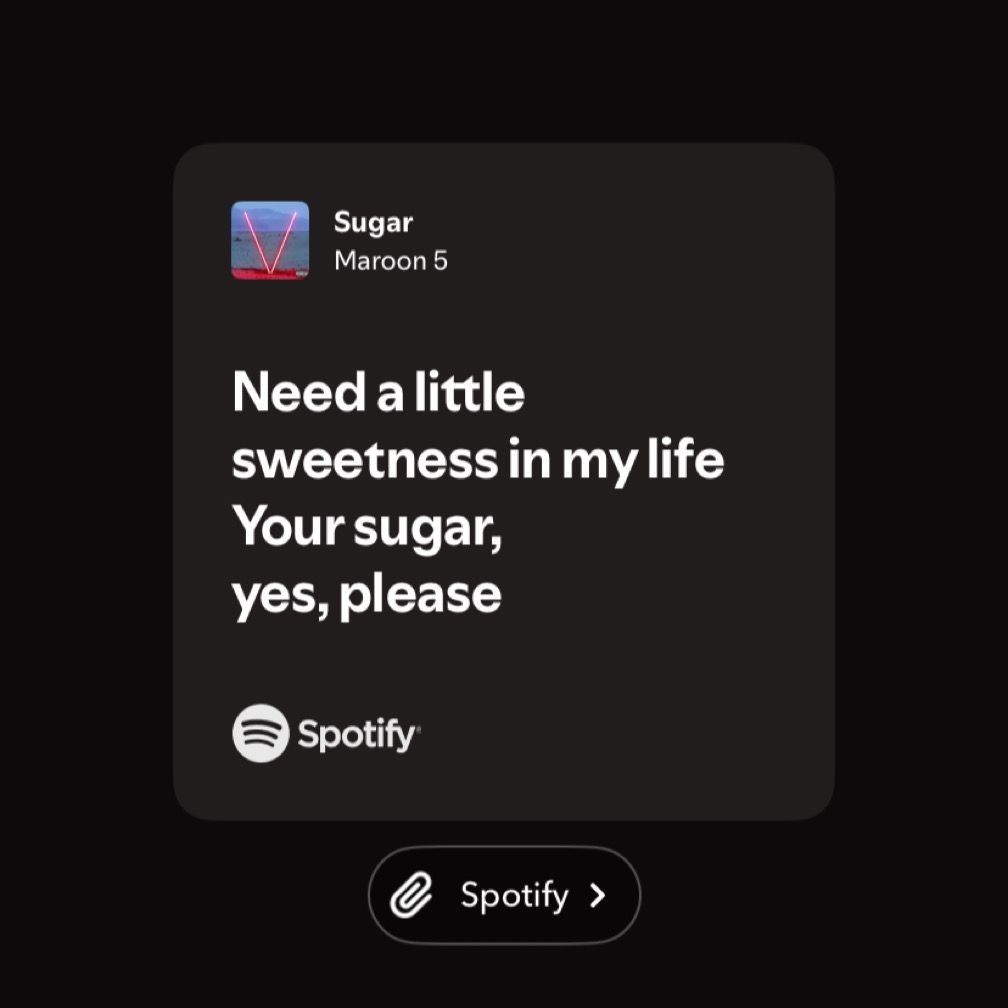 Sugar
Maroon 5
Need a little
sweetness in my life
Your sugar,
yes, please
Spotify
Spotify